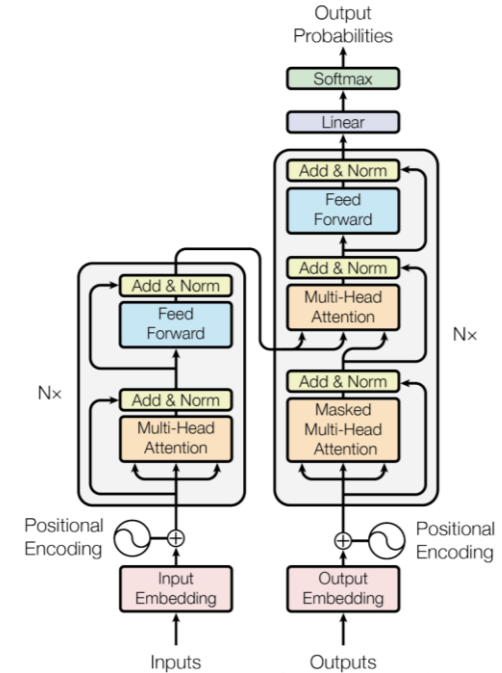 Output
Probabilities
Softmax
Linear
Add & Norm
Feed
Forward
Add & Norm
Multi-Head
Attention
Add & Norm
Masked
Multi-Head
Attention
Nx
Add & Norm
Feed
Forward
Nx
Add & Norm
Multi-Head
Attention
Positional
Encoding
Positional
Encoding
Input
Embedding
Output
Embedding
Inputs
Outputs